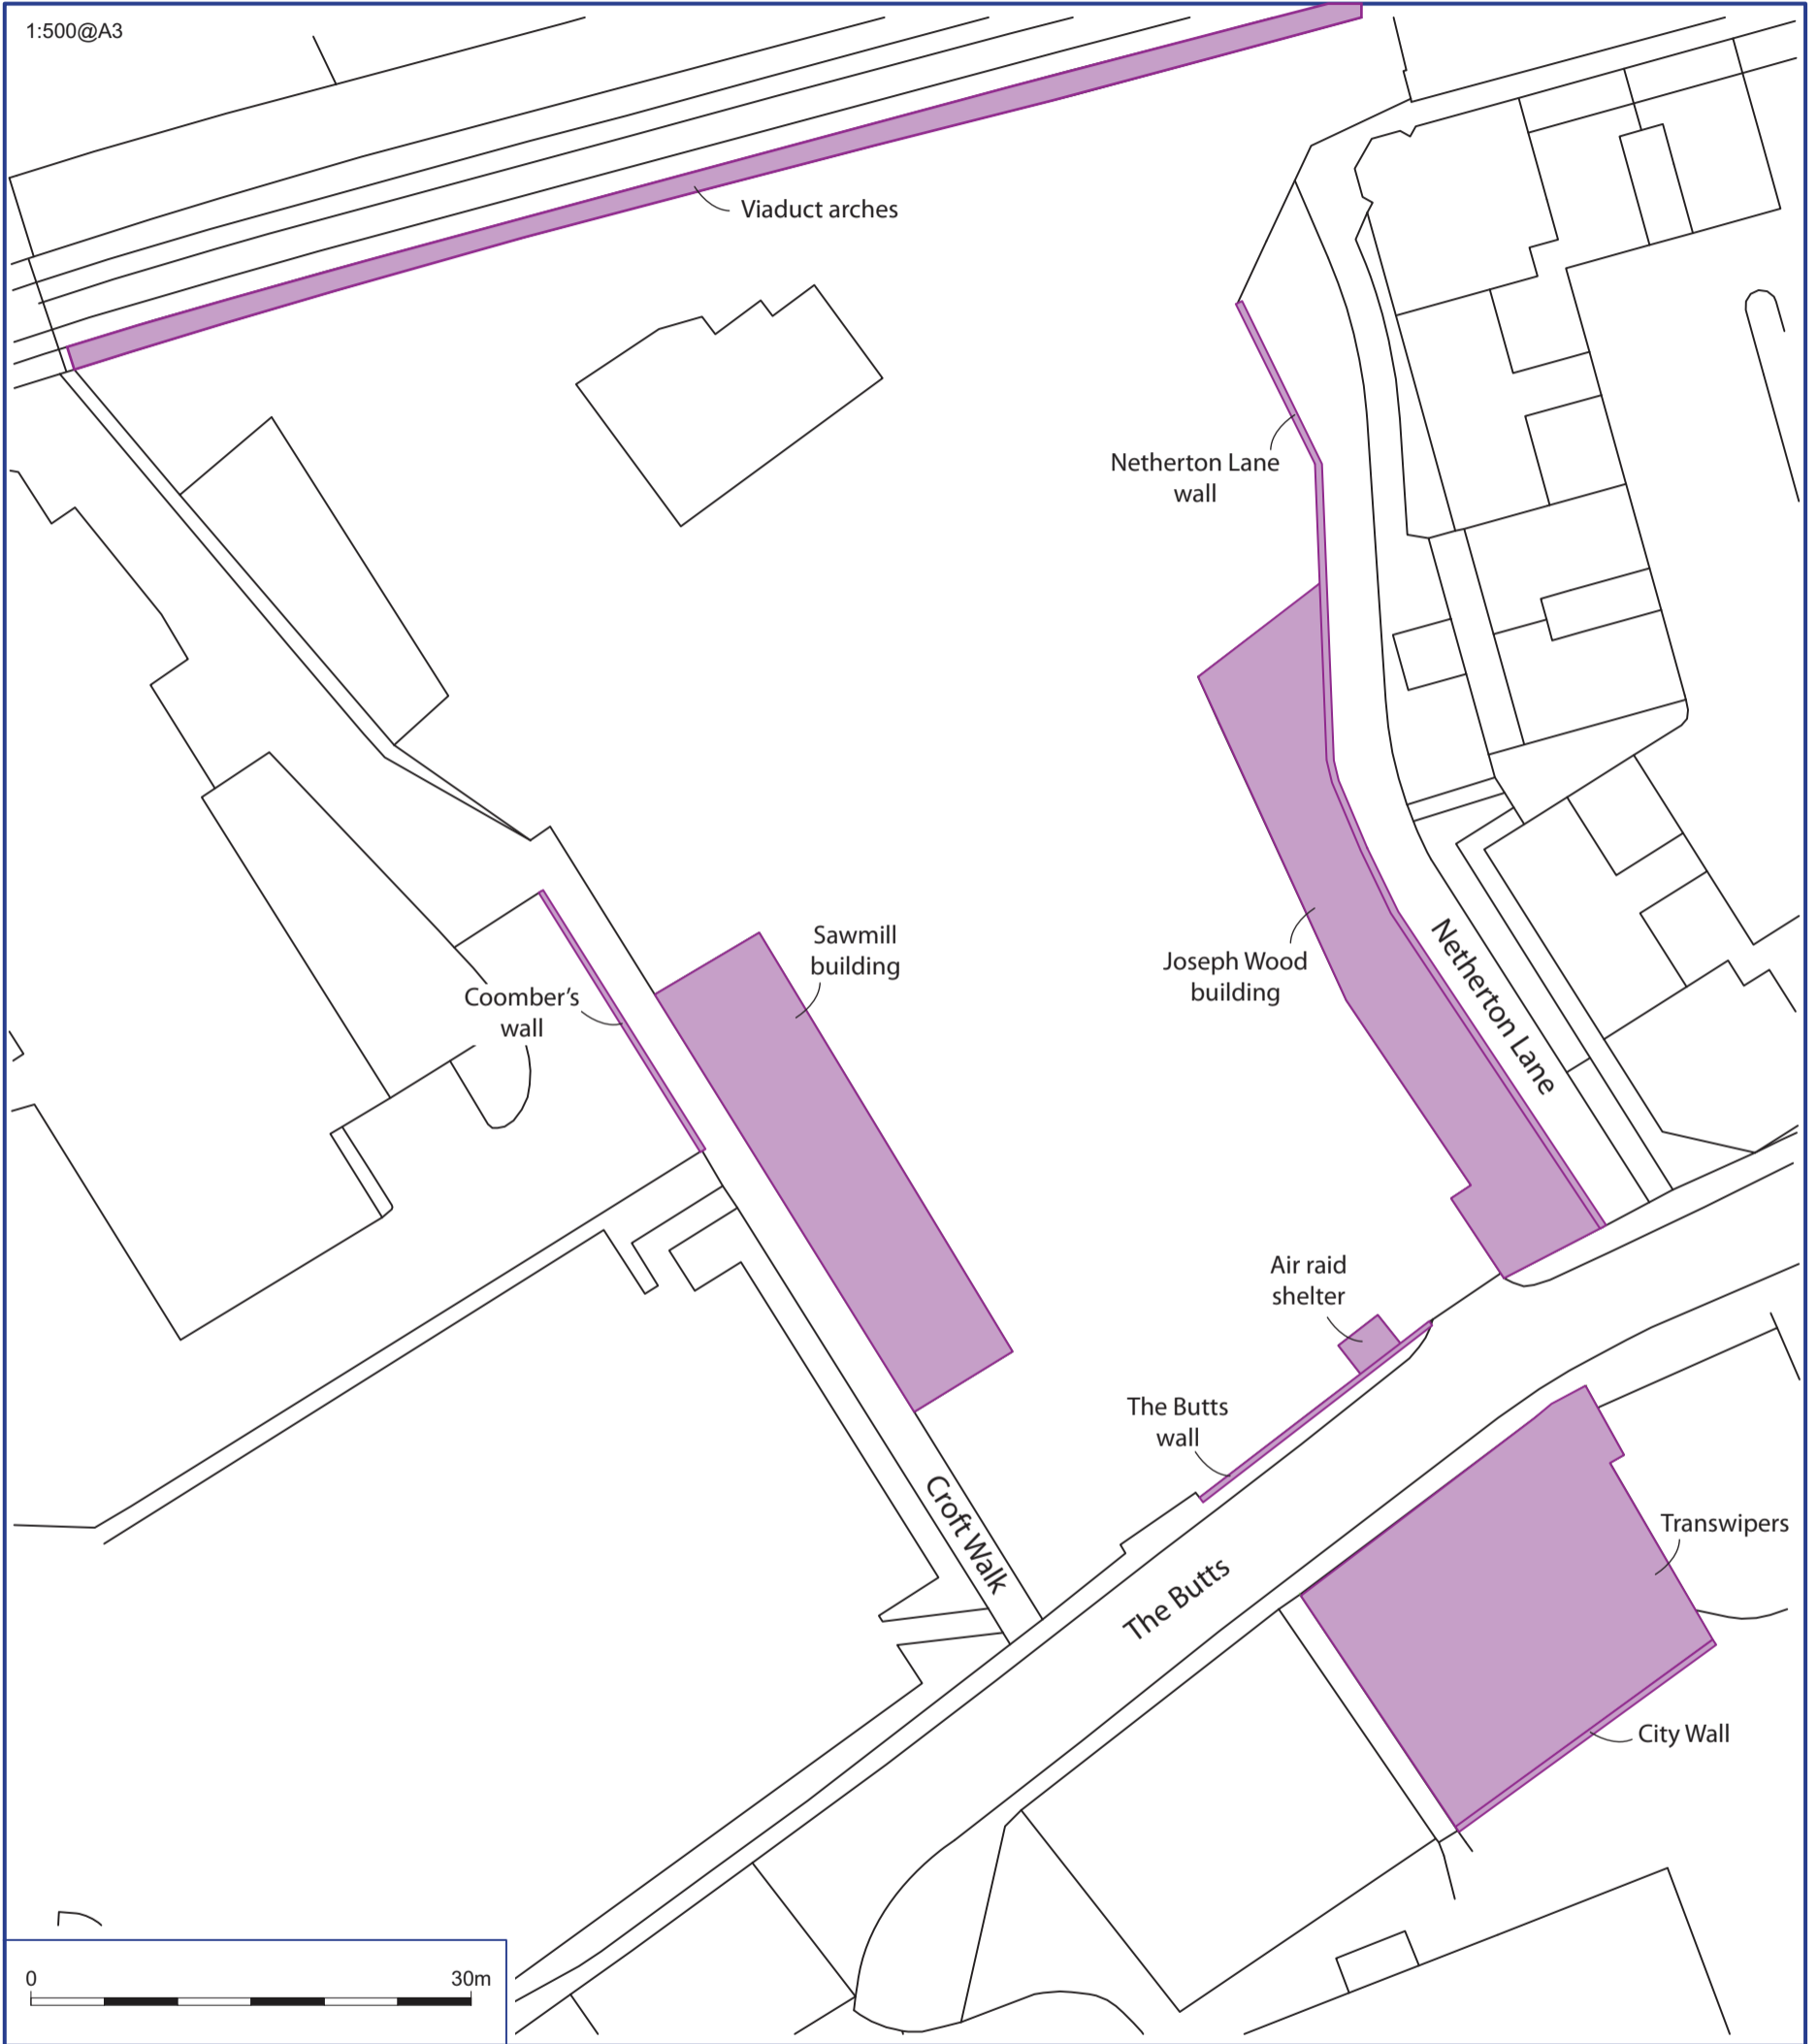 1:500@A3
Viaduct arches
Netherton Lane
wall
Sawmill
building
Joseph Wood
building
Netherton Lane
Coomber's
wall
Air raid
shelter
The Butts
wall
Croft Walk
The Butts
Transwipers
City Wall
0 30m